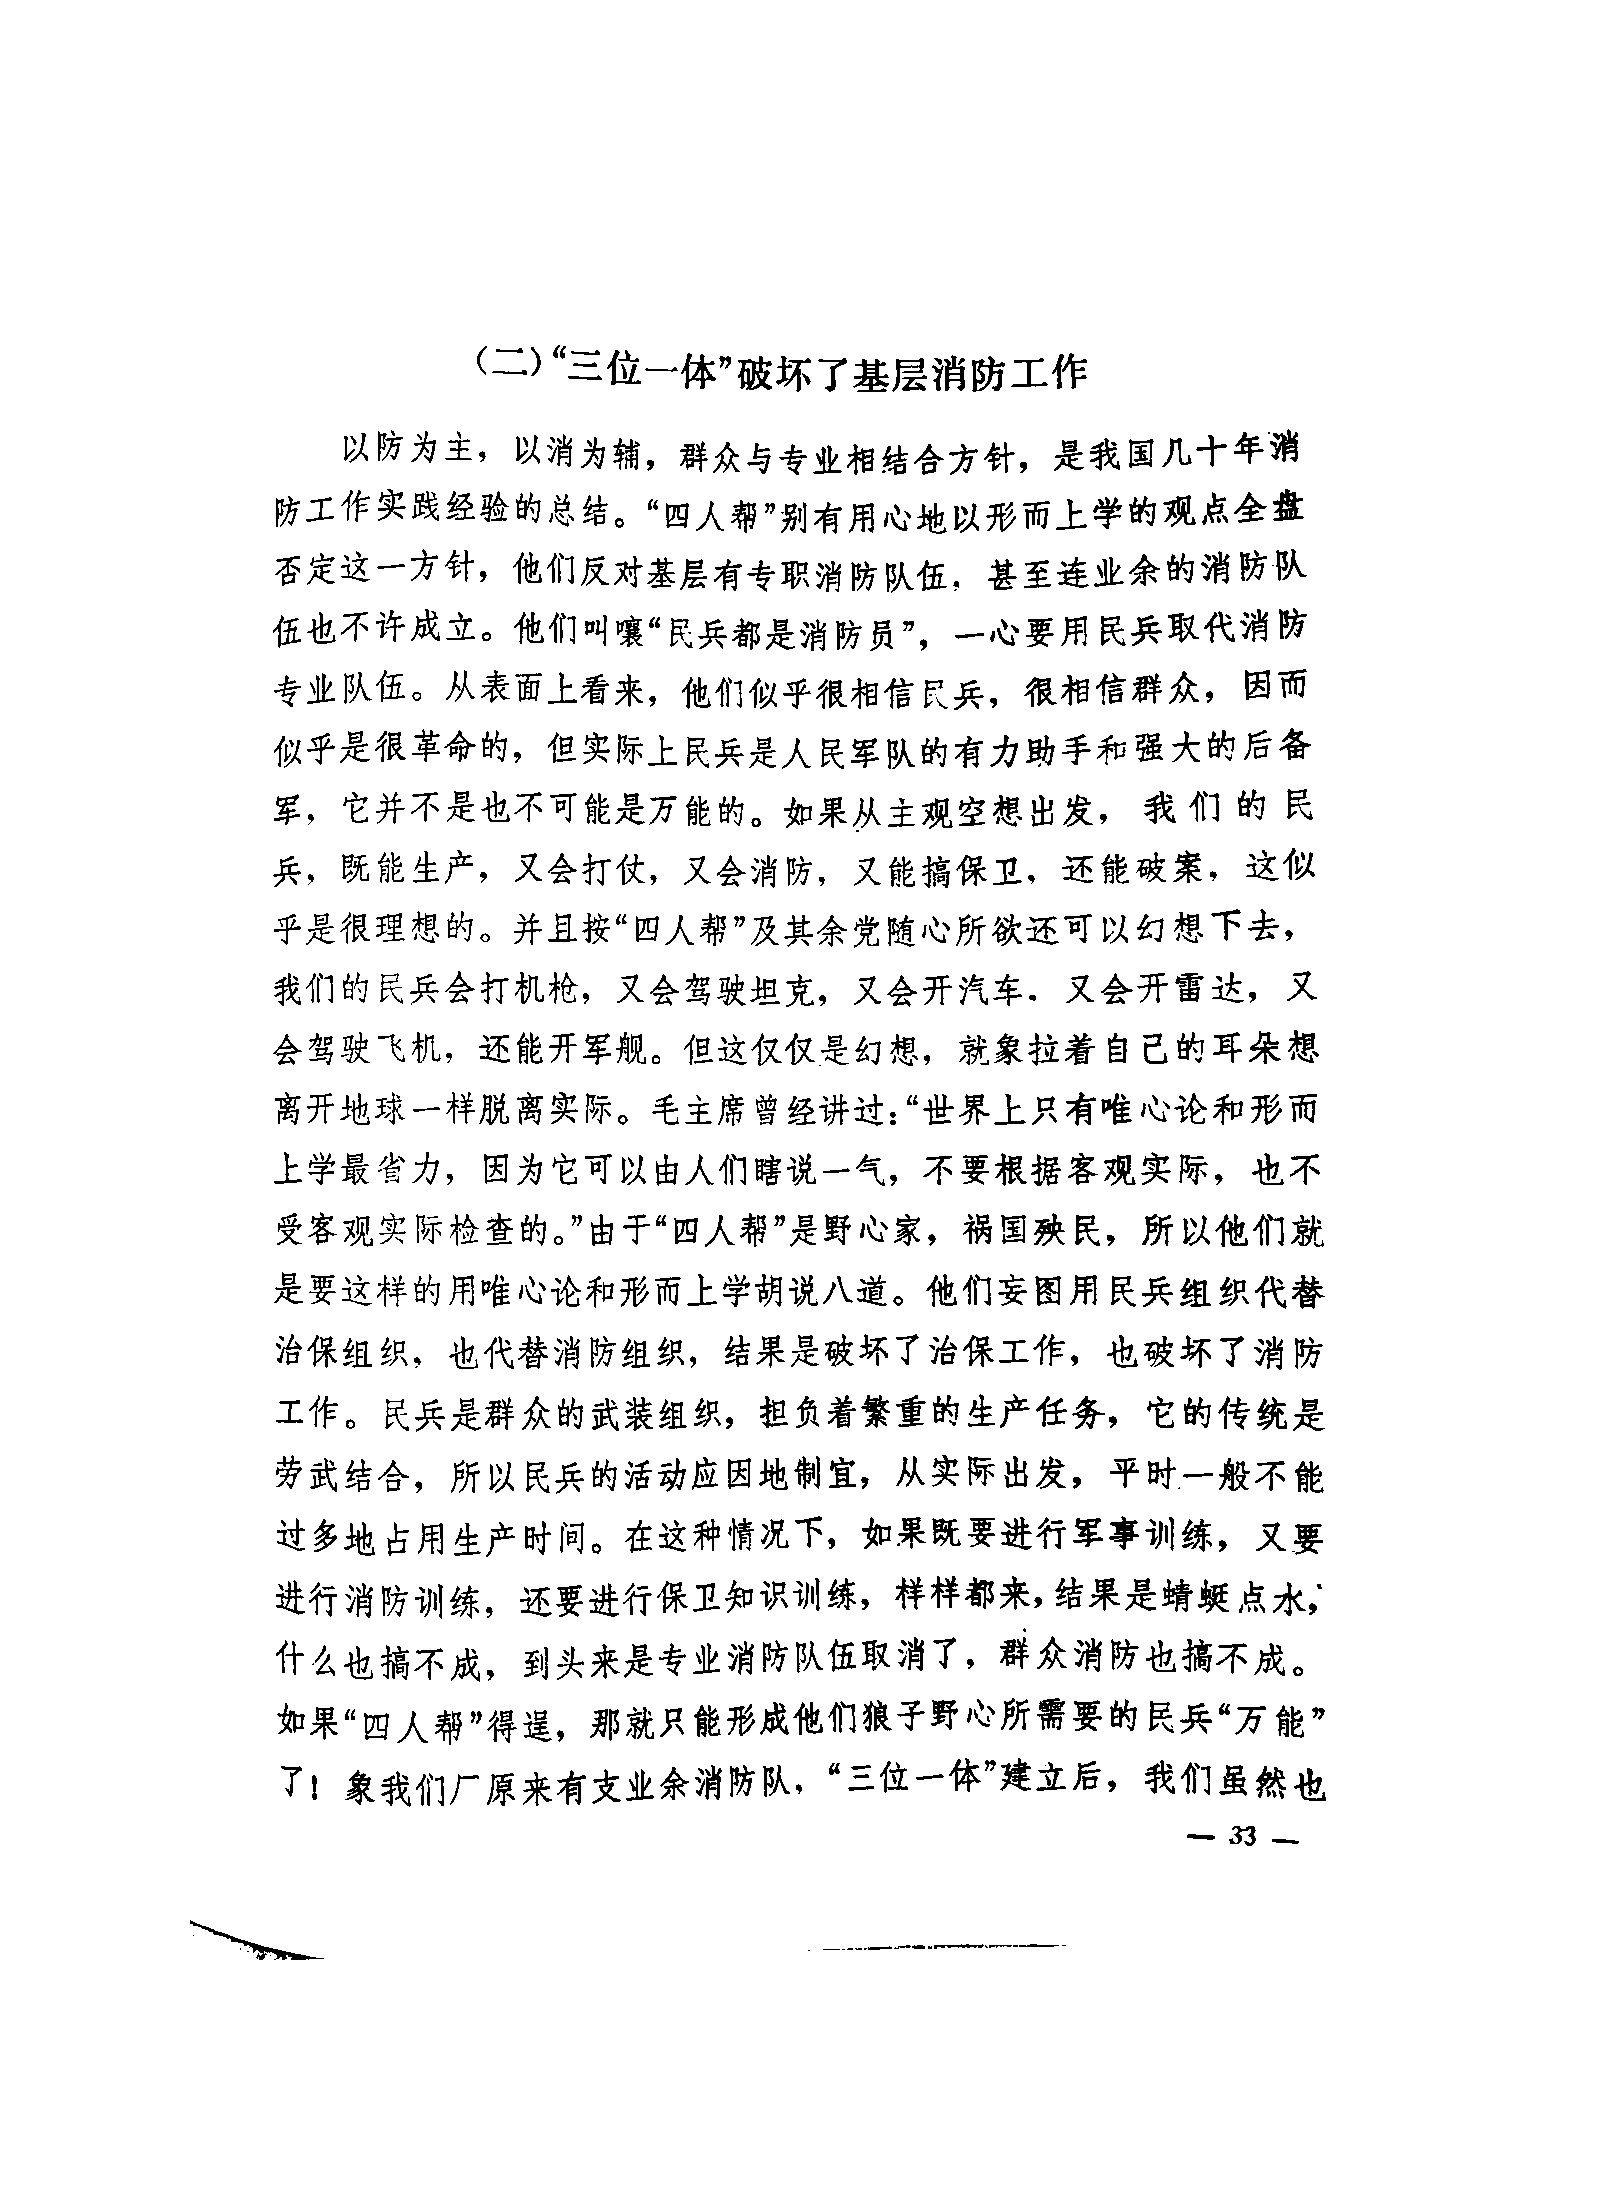 （二）“三位一体”破坏了基层消防工作
以防为主，以消为辅，群众与专业相结合方针，是我国几十年消
防工作实践经验的总结。“四人帮”别有用心地以形而上学的观点全盘
否定这一方针，他们反对基层有专职消防队伍，甚至连业余的消防队
伍也不许成立。他们叫嚷“民兵都是消防员”，一心要用民兵取代消防
专业队伍。从表面上看来，他们似乎很相信民兵，很相信群众，因而
似乎是很革命的，但实际上民兵是人民军队的有力助手和强大的后备
军，它并不是也不可能是万能的。如果从主观空想出发，我们的民
兵，既能生产，又会打仗，又会消防，又能搞保卫，还能破案，这似
乎是很理想的。并且按“四人帮”及其余党随心所欲还可以幻想下去，
我们的民兵会打机枪，又会驾驶坦克，又会开汽车．又会开雷达，又
会驾驶飞机，还能开军舰。但这仅仅是幻想，就象拉着自己的耳朵想
离开地球一样脱离实际。毛主席曾经讲过：“世界上只有唯心论和形而
上学最省力，因为它可以由人们瞎说一气，不要根据客观实际，也不
受客观实际检查的。”由于“四人帮”是野心家，祸国殃民，所以他们就
是要这样的用唯心论和形而上学胡说八道。他们妄图用民兵组织代替
治保组织，也代替消防组织，结果是破坏了治保工作，也破坏了消防
工作。民兵是群众的武装组织，担负着繁重的生产任务，它的传统是
劳武结合，所以民兵的活动应因地制宜，从实际出发，平时一般不能
过多地占用生产时间。在这种情况下，如果既要进行军事训练，又要
进行消防训练，还要进行保卫知识训练，样样都来，结果是蜻蜓点水，
什么也搞不成，到头来是专业消防队伍取消了，群众消防也搞不成。
如果“四人帮”得逞，那就只能形成他们狼子野心所需要的民兵“万能”
了！象我们厂原来有支业余消防队，“三位一体”建立后，我们虽然也
— 33 —